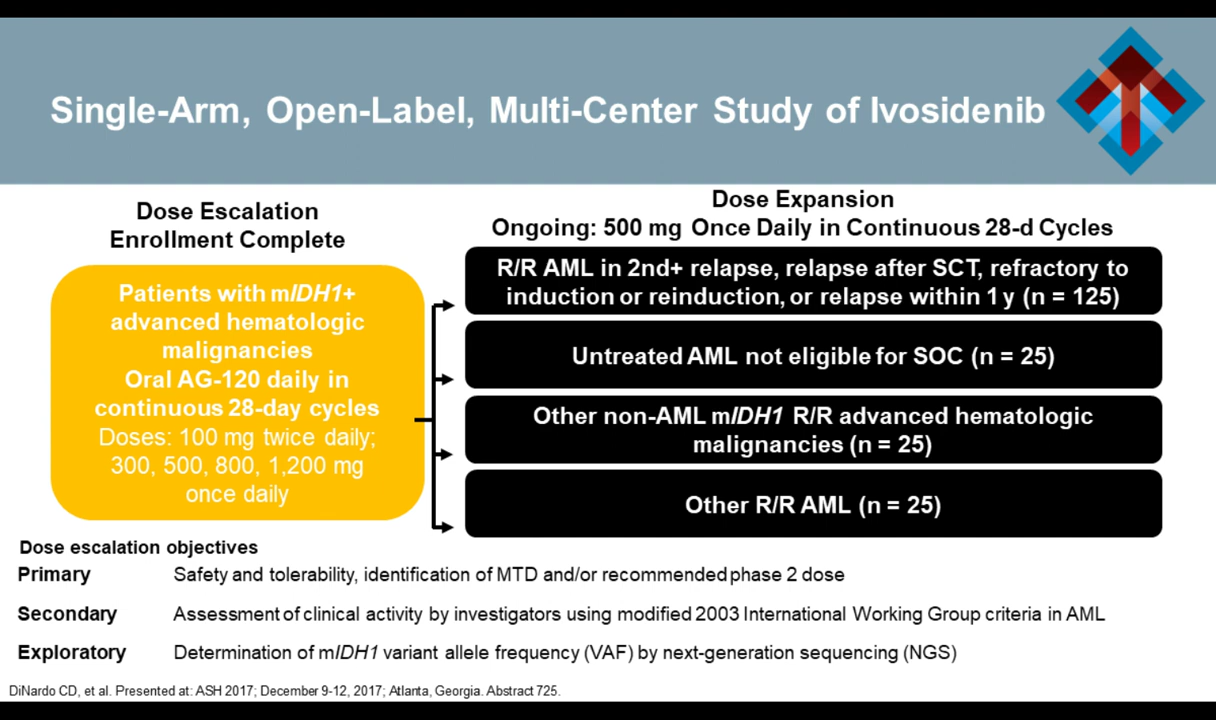 Single-Arm, Open-Label, Multi-Center Study of Ivosidenib
Dose Escalation
Enrollment Complete
Patients with mIDH1+
advanced hematologic
malignancies
Oral AG-120 daily in
continuous 28-day cycles
Doses: 100 mg twice daily;
300, 500, 800, 1,200 mg
once daily
Dose Expansion
Ongoing: 500 mg Once Daily in Continuous 28-d Cycles
R/R AML in 2nd+ relapse, relapse after SCT, refractory to
induction or reinduction, or relapse within 1 y (n = 125)
Untreated AML not eligible for SOC (n = 25)
Other non-AML mIDH1 R/R advanced hematologic
malignancies (n = 25)
Other R/R AML (n = 25)
Dose escalation objectives
Primary Safety and tolerability, identification of MTD and/or recommended phase 2 dose
Secondary Assessment of clinical activity by investigators using modified 2003 International Working Group criteria in AML
Exploratory Determination of mIDH1 variant allele frequency (VAF) by next-generation sequencing (NGS)
DiNardo CD, et al. Presented at: ASH 2017; December 9-12, 2017; Atlanta, Georgia. Abstract 725.